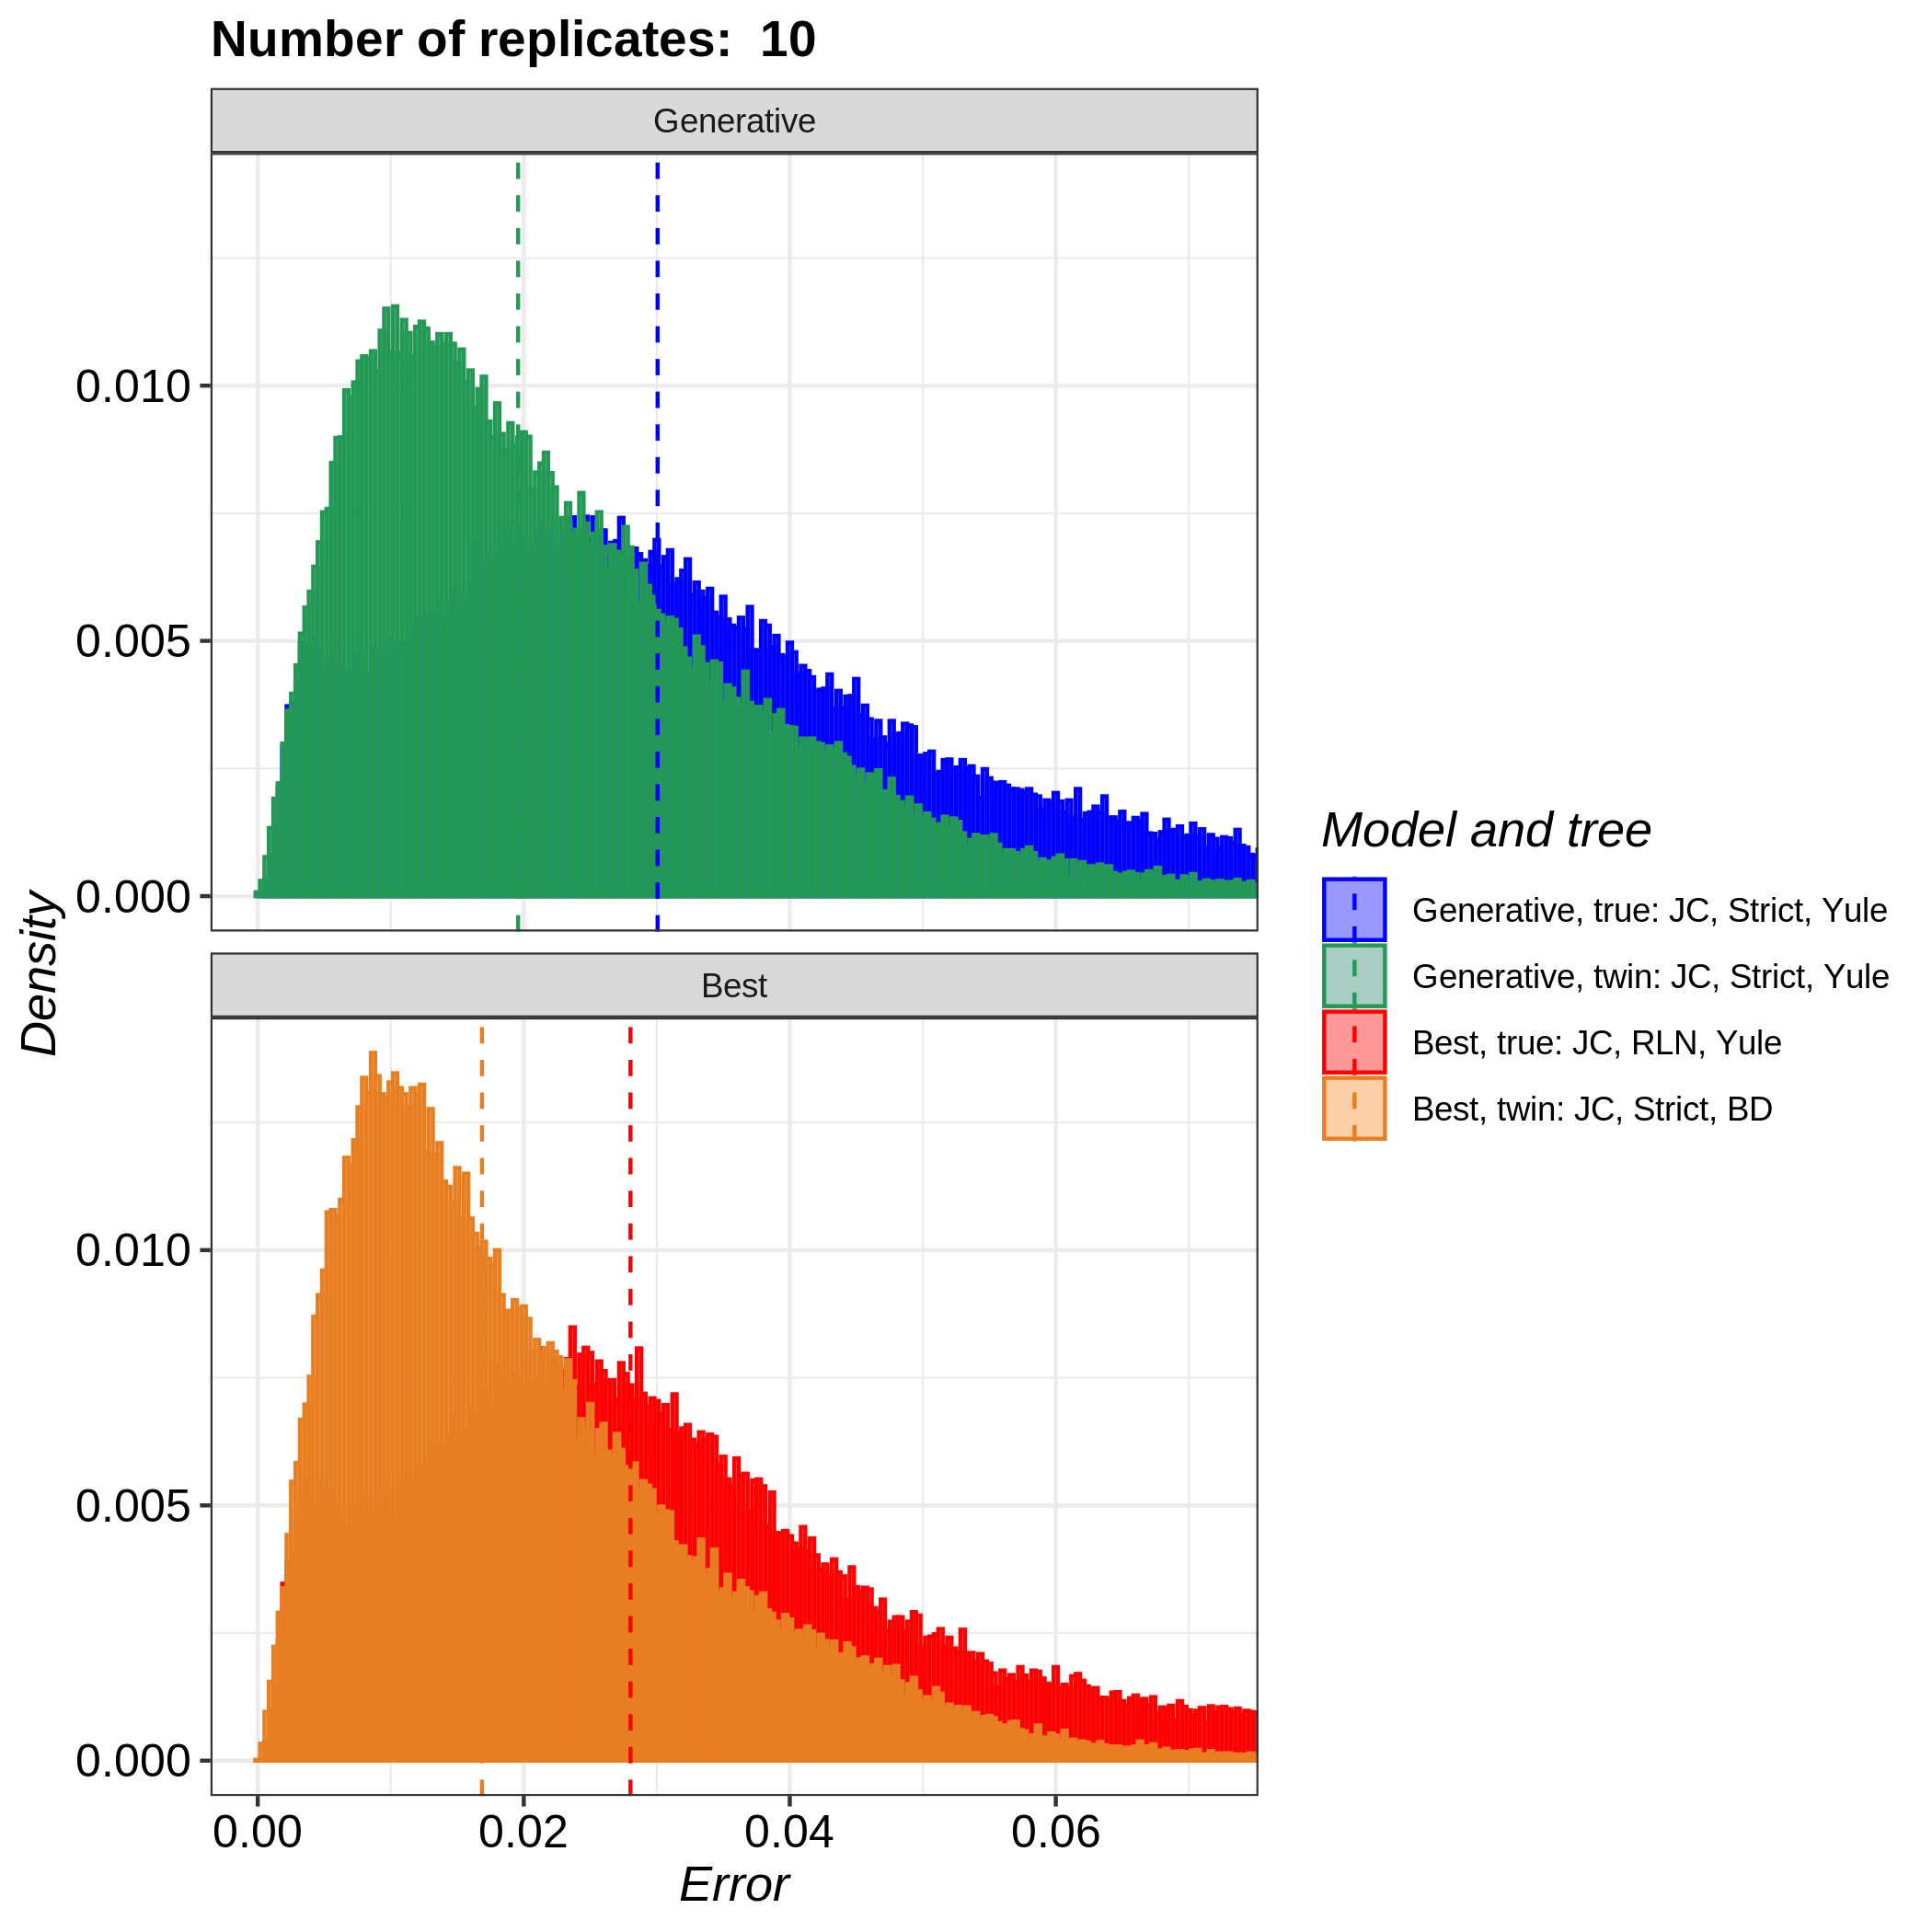 Number of replicates:  10
Generative
0.010
0.005
0.000
Density
Best
0.010
0.005
0.000
0.00
0.02
0.04
0.06
Error
Model and tree
Generative, true: JC, Strict, Yule
Generative, twin: JC, Strict, Yule
Best, true: JC, RLN, Yule
Best, twin: JC, Strict, BD